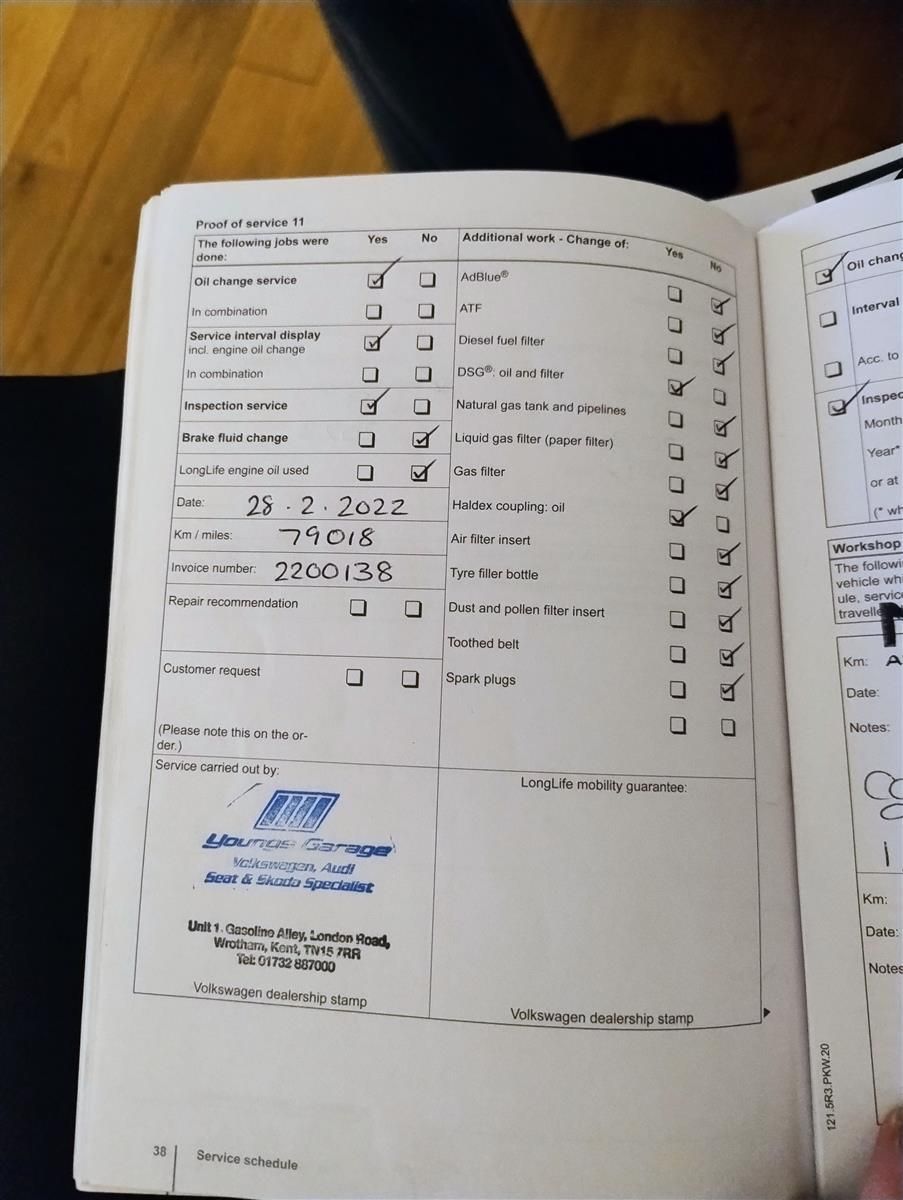 Proof of service 11
The following jobs were done: Yes No
Oil change service
In combination
Service interval display
incl. engine oil change
In combination
Inspection service
Brake fluid change
LongLife engine oil used
Date: 28.2.2022
Km / miles: 79018
Invoice number: 2200138
Repair recommendation
Customer request
(Please note this on the or-
der.)
Additional work - Change of: Yes No
AdBlue®
ATF
Diesel fuel filter
DSG®: oil and filter
Natural gas tank and pipelines
Liquid gas filter (paper filter)
Gas filter
Haldex coupling: oil
Air filter insert
Tyre filler bottle
Dust and pollen filter insert
Toothed belt
Spark plugs
Service carried out by:
Youngs Garage
Volkswagen, Audi
Seat & Skoda Specialist
Unit 1, Gasoline Alley, London Road,
Wrotham, Kent, TN15 7RR
Tel: 01732 887000
Volkswagen dealership stamp
LongLife mobility guarantee:
Volkswagen dealership stamp
38 Service schedule
Oil chang
Interval
Acc. to
Inspec
Month
Year*
or at
(* wh
Workshop
The followi
vehicle whi
ule, service
travelle
Km: A
Date:
Notes:
Km:
Date:
Notes
121.5R3.PKW.20